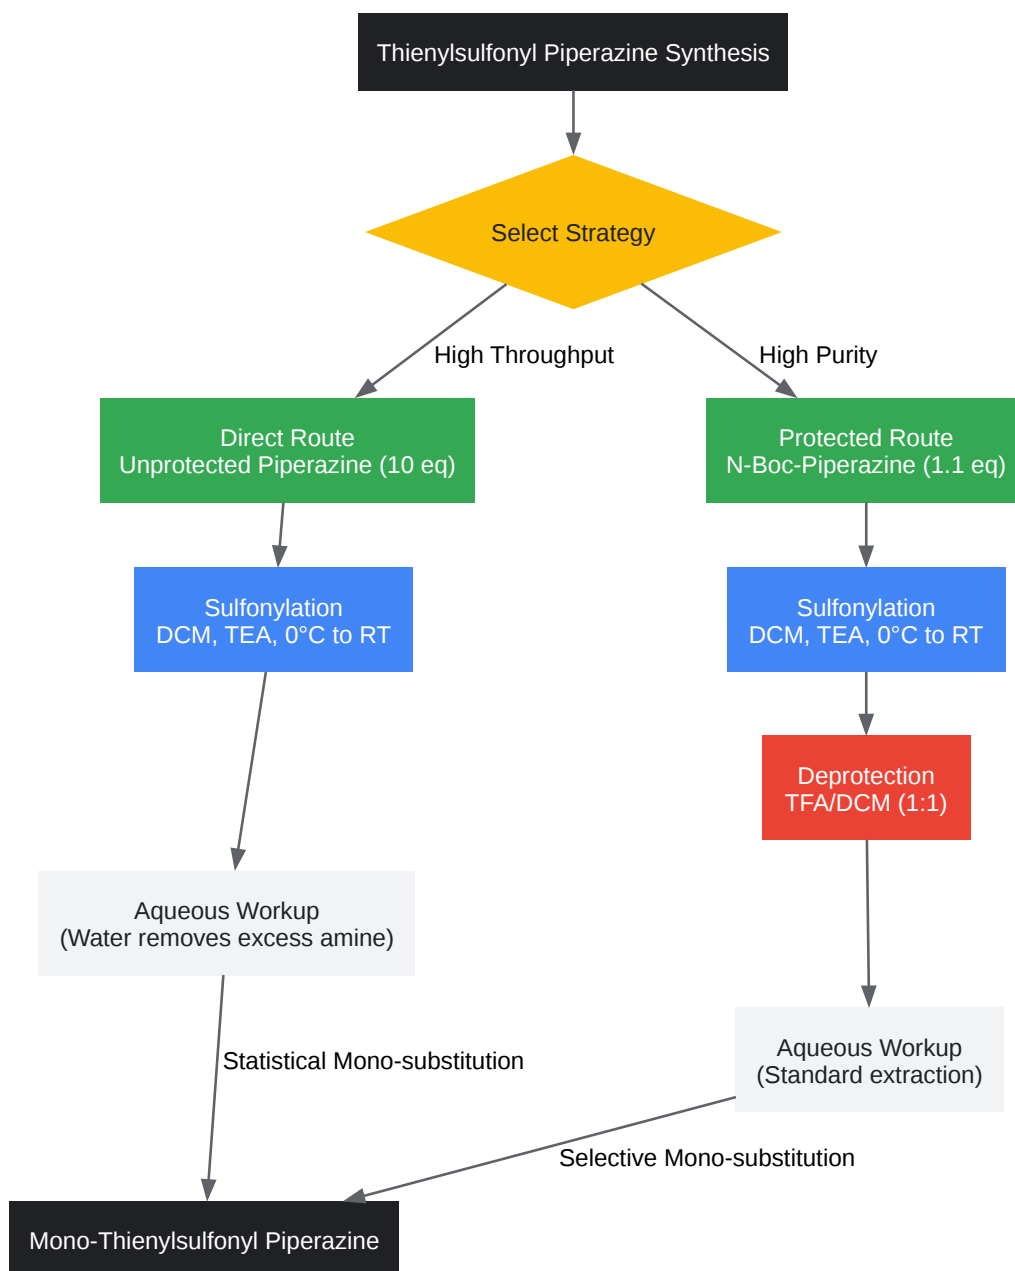 Thienylsulfonyl Piperazine Synthesis
Select Strategy
High Throughput
High Purity
Direct Route
Unprotected Piperazine (10 eq)
Protected Route
N-Boc-Piperazine (1.1 eq)
Sulfonylation
DCM, TEA, 0°C to RT
Sulfonylation
DCM, TEA, 0°C to RT
Deprotection
TFA/DCM (1:1)
Aqueous Workup
(Water removes excess amine)
Aqueous Workup
(Standard extraction)
Statistical Mono-substitution
Selective Mono-substitution
Mono-Thienylsulfonyl Piperazine